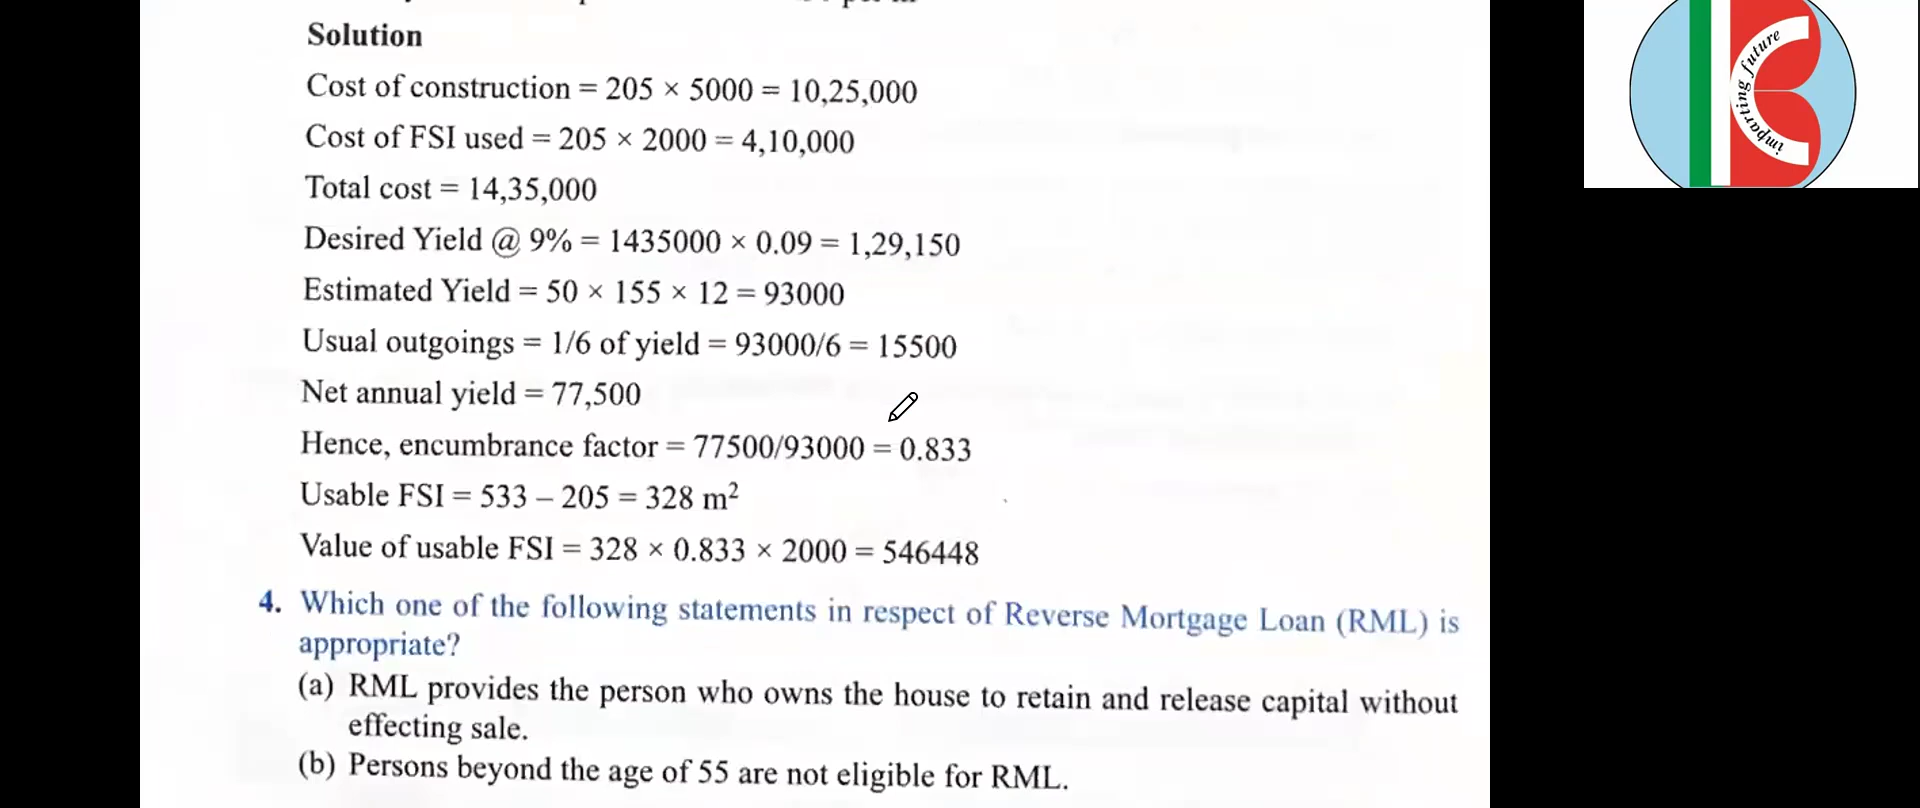 Solution
Cost of construction = 205 × 5000 = 10,25,000
Cost of FSI used = 205 × 2000 = 4,10,000
Total cost = 14,35,000
Desired Yield @ 9% = 1435000 × 0.09 = 1,29,150
Estimated Yield = 50 × 155 × 12 = 93000
Usual outgoings = 1/6 of yield = 93000/6 = 15500
Net annual yield = 77,500
Hence, encumbrance factor = 77500/93000 = 0.833
Usable FSI = 533 – 205 = 328 m²
Value of usable FSI = 328 × 0.833 × 2000 = 546448
4. Which one of the following statements in respect of Reverse Mortgage Loan (RML) is
appropriate?
(a) RML provides the person who owns the house to retain and release capital without
effecting sale.
(b) Persons beyond the age of 55 are not eligible for RML.
imparting future